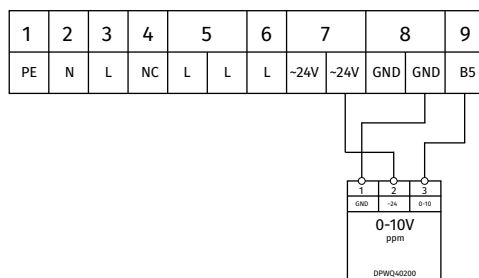 1 2 3 4 5 6 7 8 9
PE N L NC L L L ~24V ~24V GND GND B5
1 2 3
GND ~24 0-10
0-10V
ppm
DPWQ40200